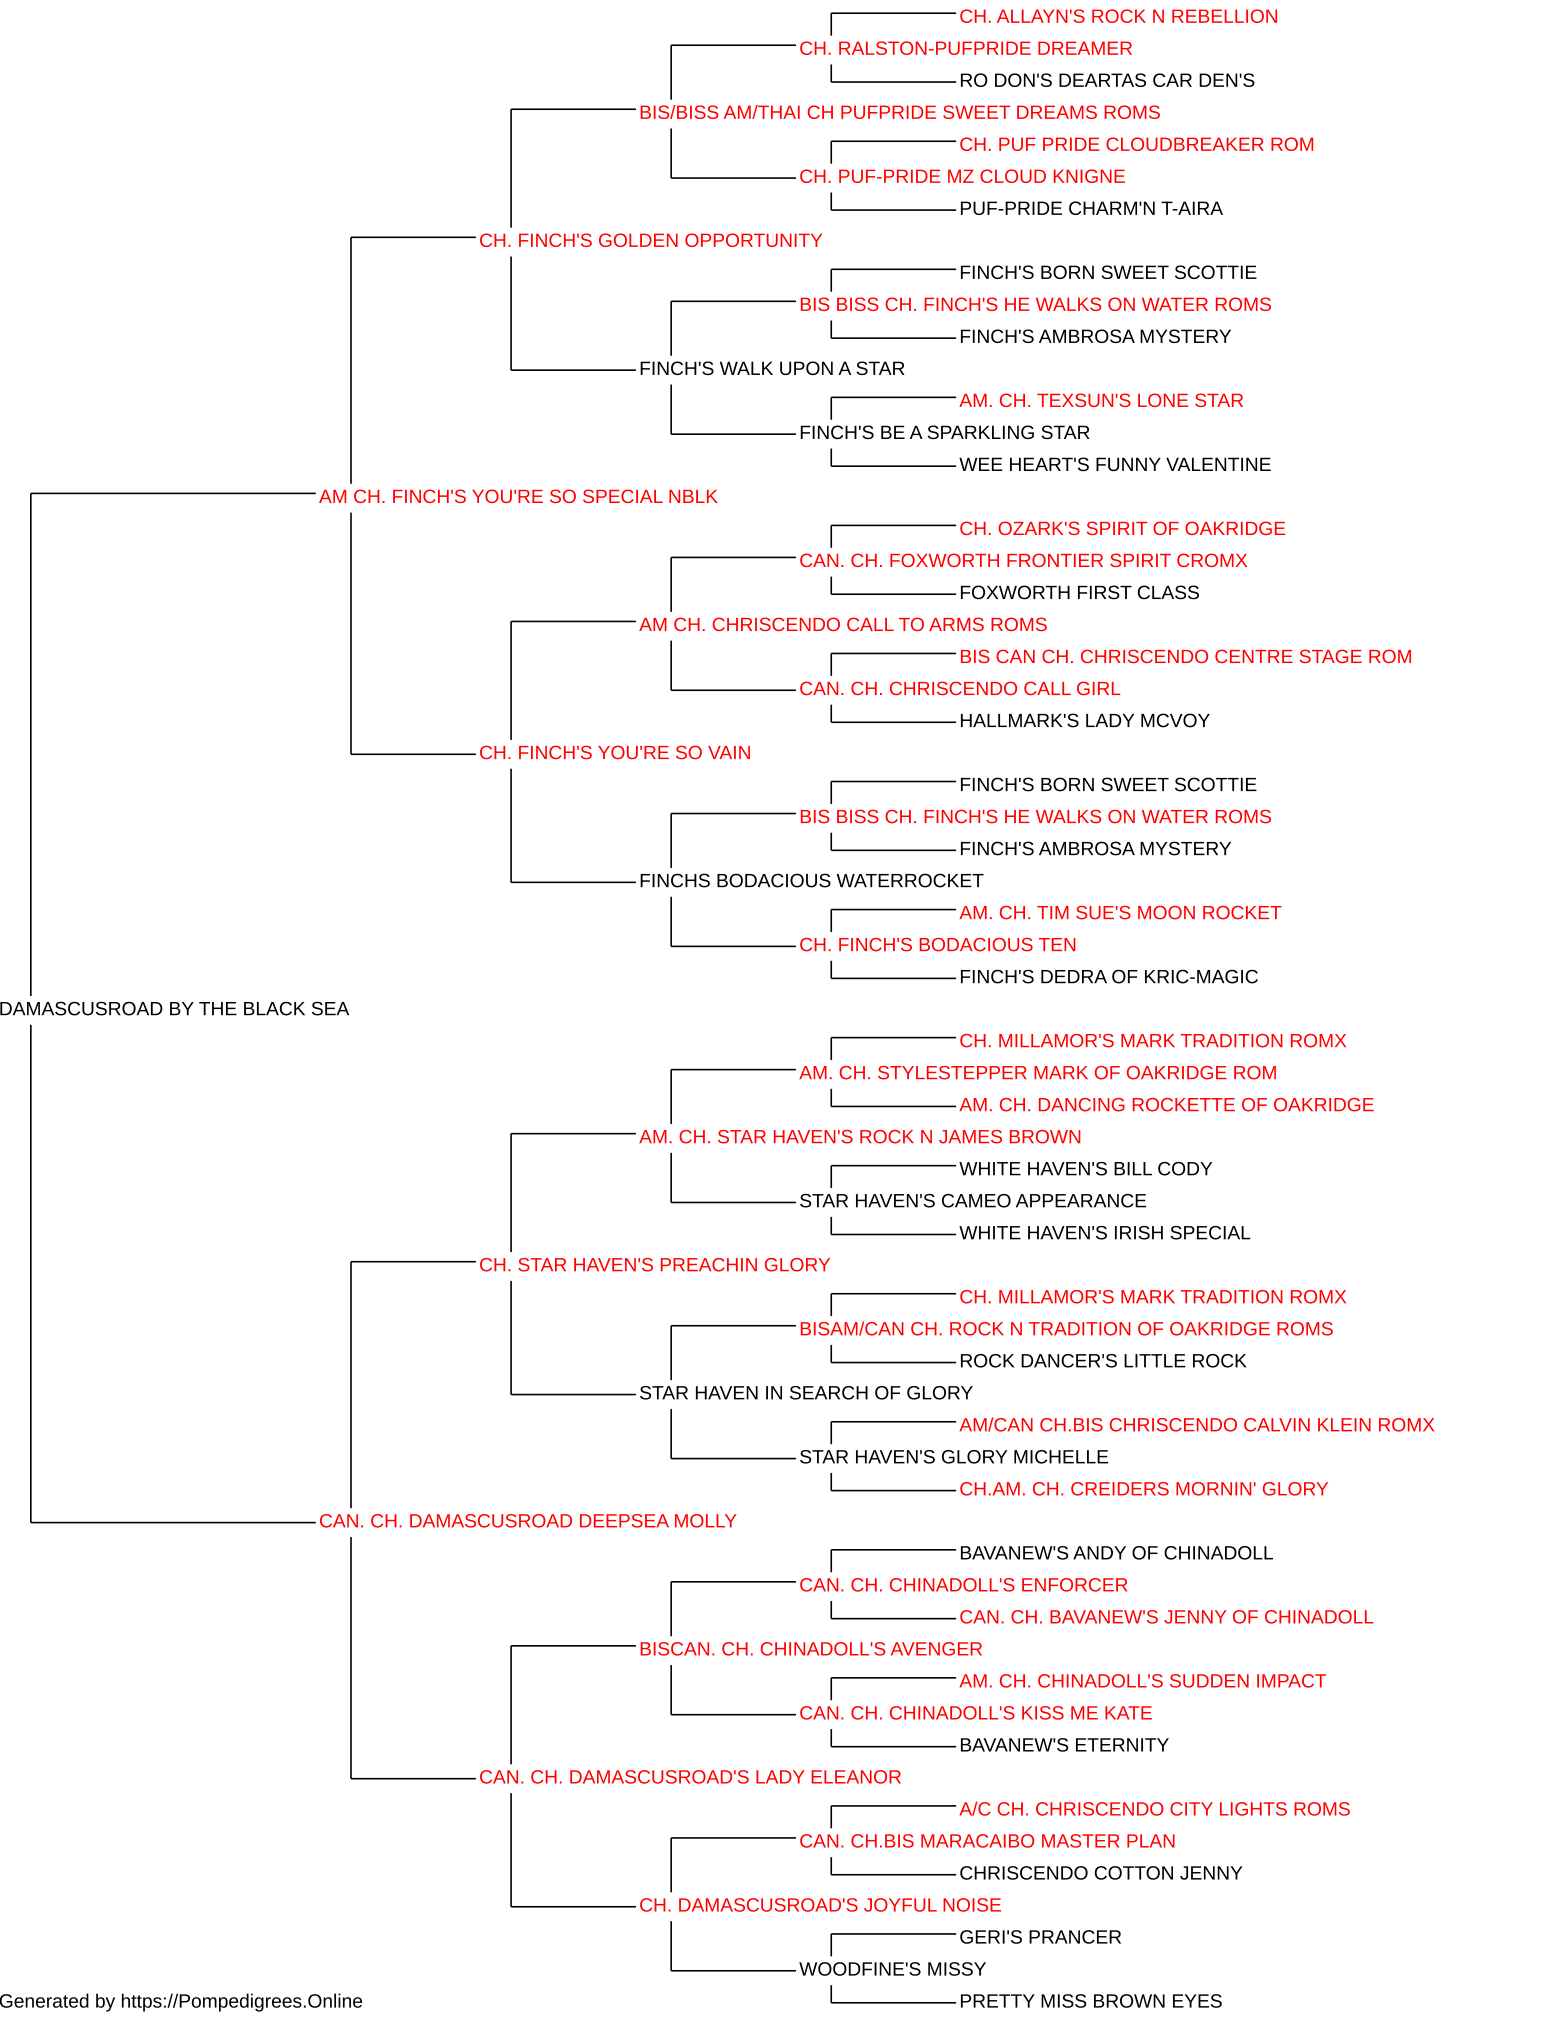 CH. ALLAYN'S ROCK N REBELLION
CH. RALSTON-PUFPRIDE DREAMER
RO DON'S DEARTAS CAR DEN'S
BIS/BISS AM/THAI CH PUFPRIDE SWEET DREAMS ROMS
CH. PUF PRIDE CLOUDBREAKER ROM
CH. PUF-PRIDE MZ CLOUD KNIGNE
PUF-PRIDE CHARM'N T-AIRA
CH. FINCH'S GOLDEN OPPORTUNITY
FINCH'S BORN SWEET SCOTTIE
BIS BISS CH. FINCH'S HE WALKS ON WATER ROMS
FINCH'S AMBROSA MYSTERY
FINCH'S WALK UPON A STAR
AM. CH. TEXSUN'S LONE STAR
FINCH'S BE A SPARKLING STAR
WEE HEART'S FUNNY VALENTINE
AM CH. FINCH'S YOU'RE SO SPECIAL NBLK
CH. OZARK'S SPIRIT OF OAKRIDGE
CAN. CH. FOXWORTH FRONTIER SPIRIT CROMX
FOXWORTH FIRST CLASS
AM CH. CHRISCENDO CALL TO ARMS ROMS
BIS CAN CH. CHRISCENDO CENTRE STAGE ROM
CAN. CH. CHRISCENDO CALL GIRL
HALLMARK'S LADY MCVOY
CH. FINCH'S YOU'RE SO VAIN
FINCH'S BORN SWEET SCOTTIE
BIS BISS CH. FINCH'S HE WALKS ON WATER ROMS
FINCH'S AMBROSA MYSTERY
FINCHS BODACIOUS WATERROCKET
AM. CH. TIM SUE'S MOON ROCKET
CH. FINCH'S BODACIOUS TEN
FINCH'S DEDRA OF KRIC-MAGIC
DAMASCUSROAD BY THE BLACK SEA
CH. MILLAMOR'S MARK TRADITION ROMX
AM. CH. STYLESTEPPER MARK OF OAKRIDGE ROM
AM. CH. DANCING ROCKETTE OF OAKRIDGE
AM. CH. STAR HAVEN'S ROCK N JAMES BROWN
WHITE HAVEN'S BILL CODY
STAR HAVEN'S CAMEO APPEARANCE
WHITE HAVEN'S IRISH SPECIAL
CH. STAR HAVEN'S PREACHIN GLORY
CH. MILLAMOR'S MARK TRADITION ROMX
BISAM/CAN CH. ROCK N TRADITION OF OAKRIDGE ROMS
ROCK DANCER'S LITTLE ROCK
STAR HAVEN IN SEARCH OF GLORY
AM/CAN CH.BIS CHRISCENDO CALVIN KLEIN ROMX
STAR HAVEN'S GLORY MICHELLE
CH.AM. CH. CREIDERS MORNIN' GLORY
CAN. CH. DAMASCUSROAD DEEPSEA MOLLY
BAVANEW'S ANDY OF CHINADOLL
CAN. CH. CHINADOLL'S ENFORCER
CAN. CH. BAVANEW'S JENNY OF CHINADOLL
BISCAN. CH. CHINADOLL'S AVENGER
AM. CH. CHINADOLL'S SUDDEN IMPACT
CAN. CH. CHINADOLL'S KISS ME KATE
BAVANEW'S ETERNITY
CAN. CH. DAMASCUSROAD'S LADY ELEANOR
A/C CH. CHRISCENDO CITY LIGHTS ROMS
CAN. CH.BIS MARACAIBO MASTER PLAN
CHRISCENDO COTTON JENNY
CH. DAMASCUSROAD'S JOYFUL NOISE
GERI'S PRANCER
WOODFINE'S MISSY
PRETTY MISS BROWN EYES
Generated by https://Pompedigrees.Online